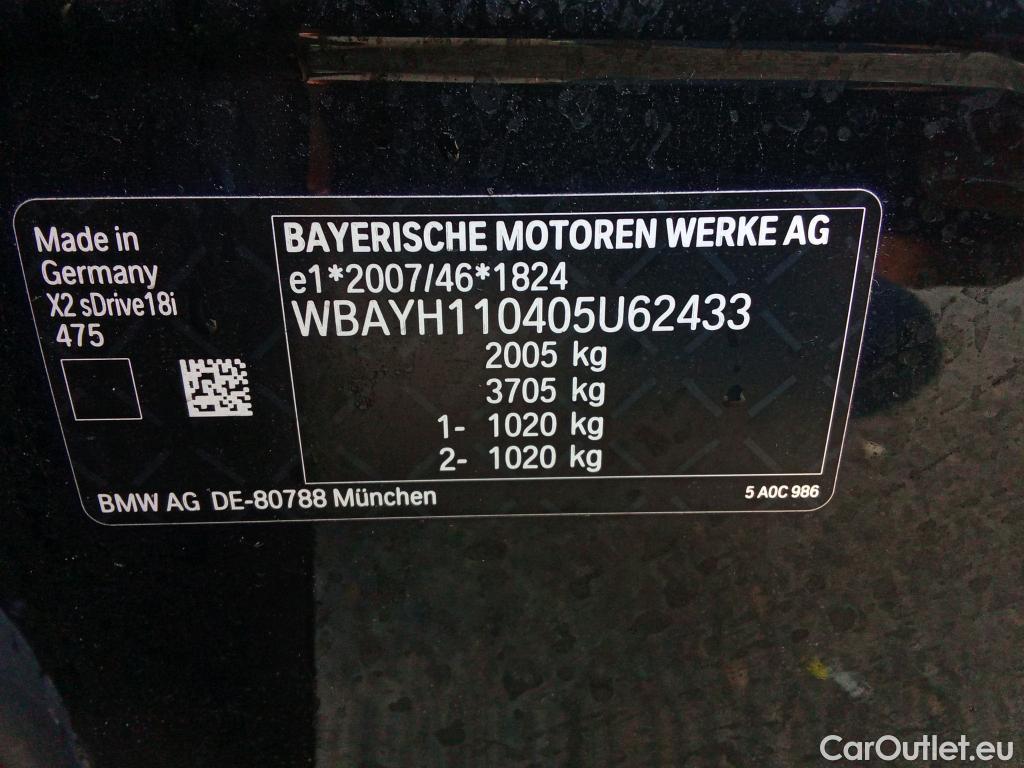 Made in
Germany
X2 sDrive18i
475
BAYERISCHE MOTOREN WERKE AG
e1*2007/46*1824
WBAYH110405U62433
2005 kg
3705 kg
1- 1020 kg
2- 1020 kg
BMW AG DE-80788 München
5 A0C 986
CarOutlet.eu